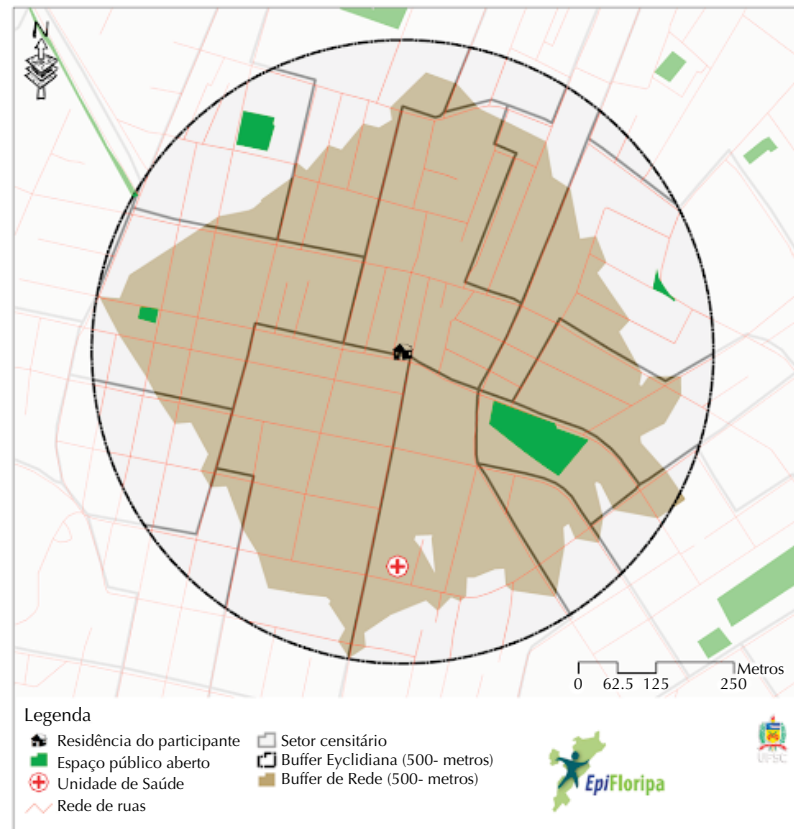 N
Metros
0 62.5 125 250
Legenda
Residência do participante
Espaço público aberto
Unidade de Saúde
Rede de ruas
Setor censitário
Buffer Eyclidiana (500- metros)
Buffer de Rede (500- metros)
EpiFloripa
UFSC